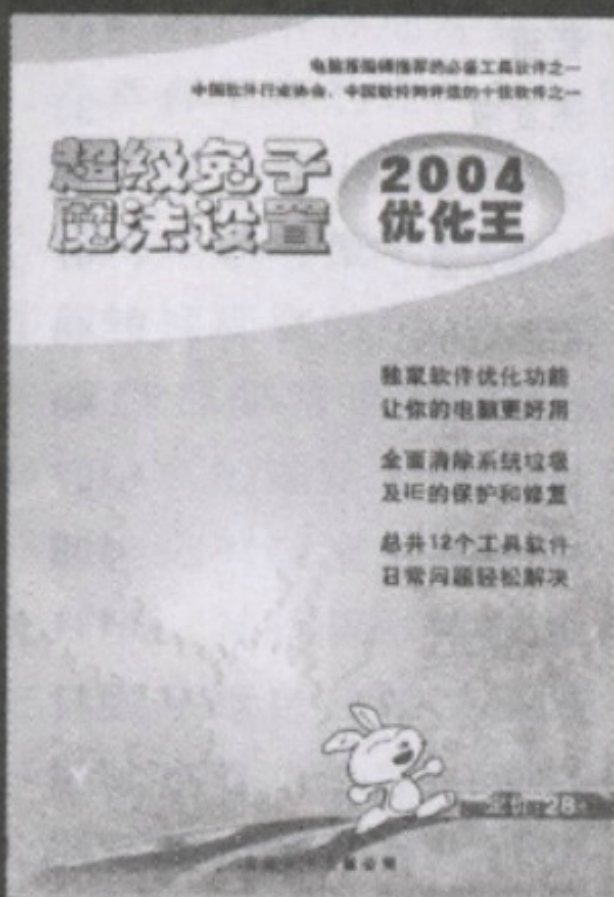 电脑报编辑推荐的必备工具软件之一
中国软件行业协会、中国软件网评选的十佳软件之一
超级兔子
魔法设置
2004
优化王
独家软件优化功能
让你的电脑更好用
全面清除系统垃圾
及IE的保护和修复
总共12个工具软件
日常问题轻松解决
28